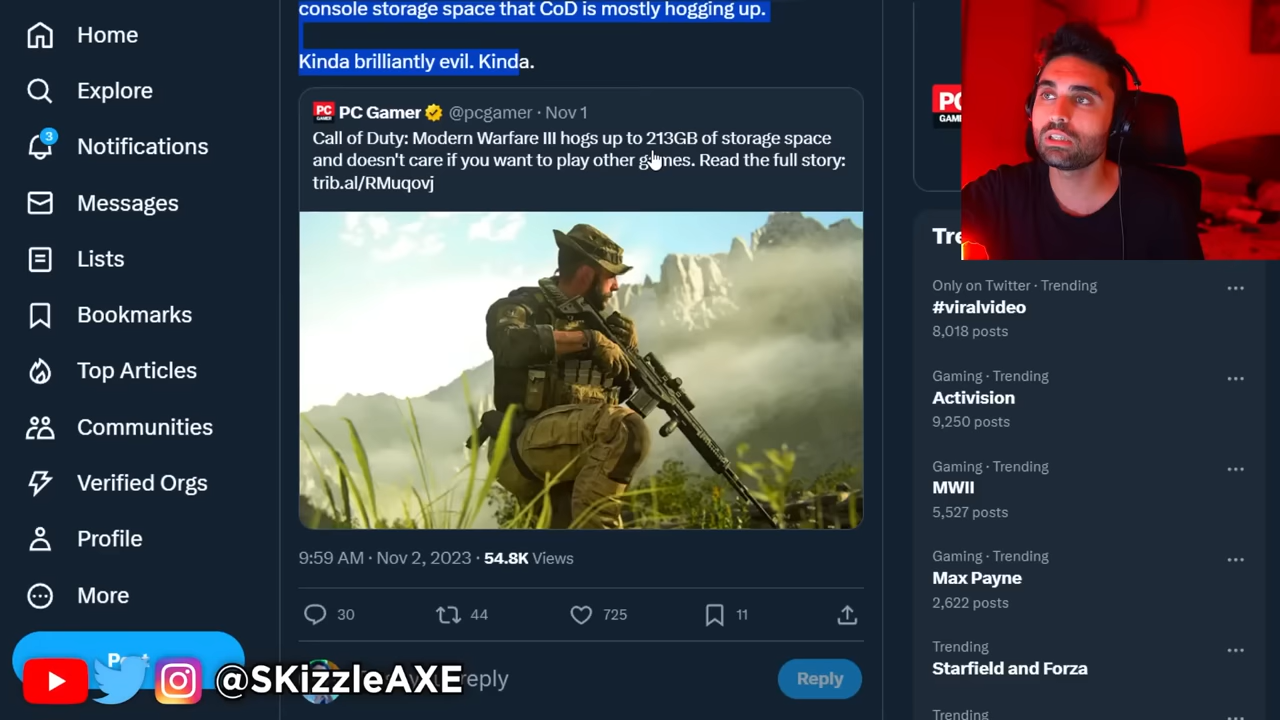 Home
Explore
3
Notifications
Messages
Lists
Bookmarks
Top Articles
Communities
Verified Orgs
Profile
More
console storage space that CoD is mostly hogging up.
Kinda brilliantly evil. Kinda.
PC GAMER PC Gamer @pcgamer · Nov 1
Call of Duty: Modern Warfare III hogs up to 213GB of storage space
and doesn't care if you want to play other games. Read the full story:
trib.al/RMuqovj
9:59 AM · Nov 2, 2023 · 54.8K Views
30
44
725
11
reply
Reply
@SKizzleAXE
Only on Twitter · Trending
#viralvideo
8,018 posts
Gaming · Trending
Activision
9,250 posts
Gaming · Trending
MWII
5,527 posts
Gaming · Trending
Max Payne
2,622 posts
Trending
Starfield and Forza
Trending